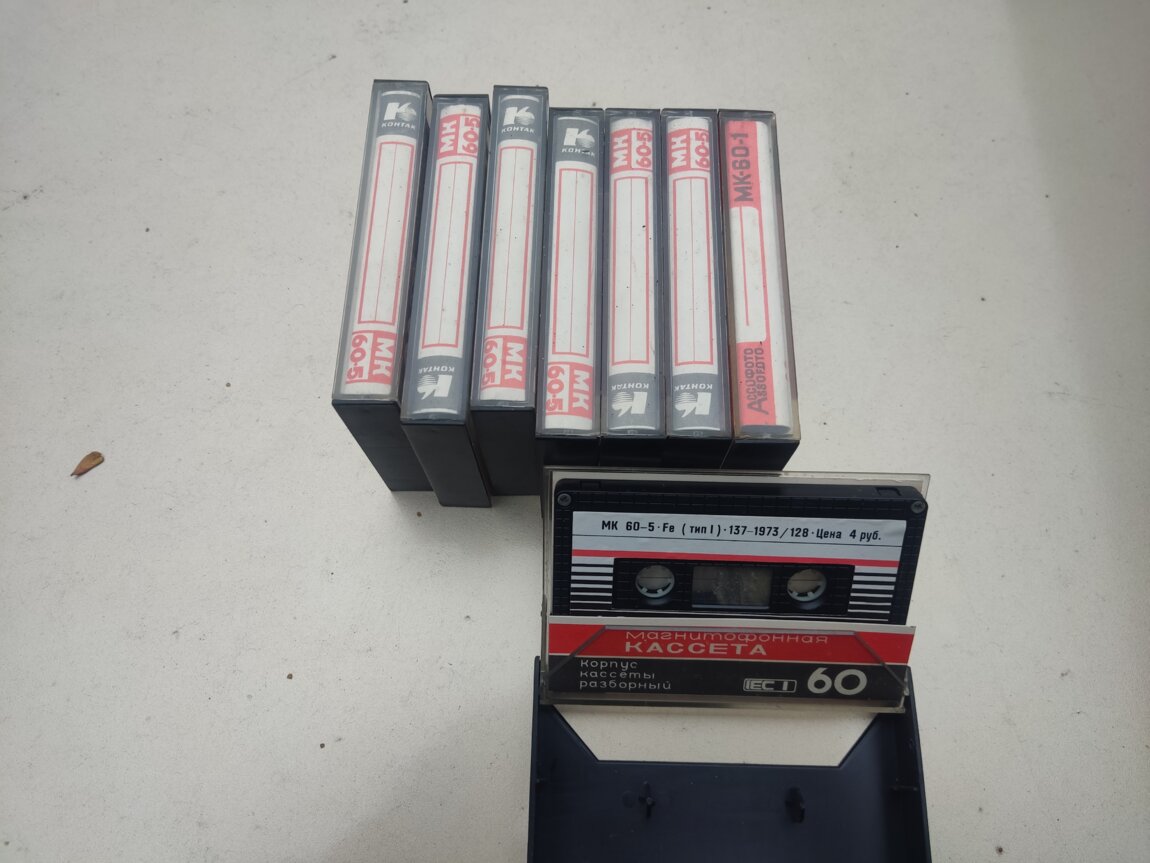 КОНТАК
МК
60-5
МК
60-5
КОНТАК
КОНТАК
МК
60-5
КОНТАК
МК
60-5
МК
60-5
КОНТАК
МК
60-5
КОНТАК
МК-60-1
Ассофото
Assofoto
МК 60-5·Fe (тип I)·137-1973/128·Цена 4 руб.
Магнитофонная
КАССЕТА
Корпус
кассеты
разборный
IEC I 60